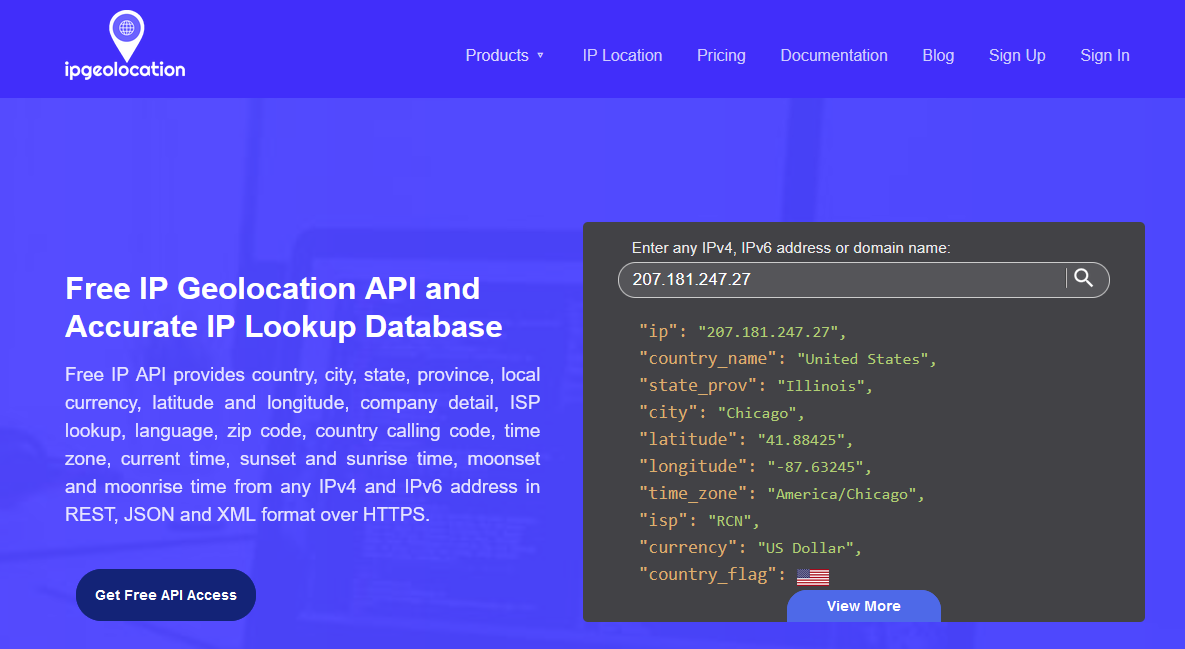 ipgeolocation
Products ▼ IP Location Pricing Documentation Blog Sign Up Sign In
Free IP Geolocation API and
Accurate IP Lookup Database
Free IP API provides country, city, state, province, local
currency, latitude and longitude, company detail, ISP
lookup, language, zip code, country calling code, time
zone, current time, sunset and sunrise time, moonset
and moonrise time from any IPv4 and IPv6 address in
REST, JSON and XML format over HTTPS.
Get Free API Access
Enter any IPv4, IPv6 address or domain name:
207.181.247.27
"ip": "207.181.247.27",
"country_name": "United States",
"state_prov": "Illinois",
"city": "Chicago",
"latitude": "41.88425",
"longitude": "-87.63245",
"time_zone": "America/Chicago",
"isp": "RCN",
"currency": "US Dollar",
"country_flag":
View More